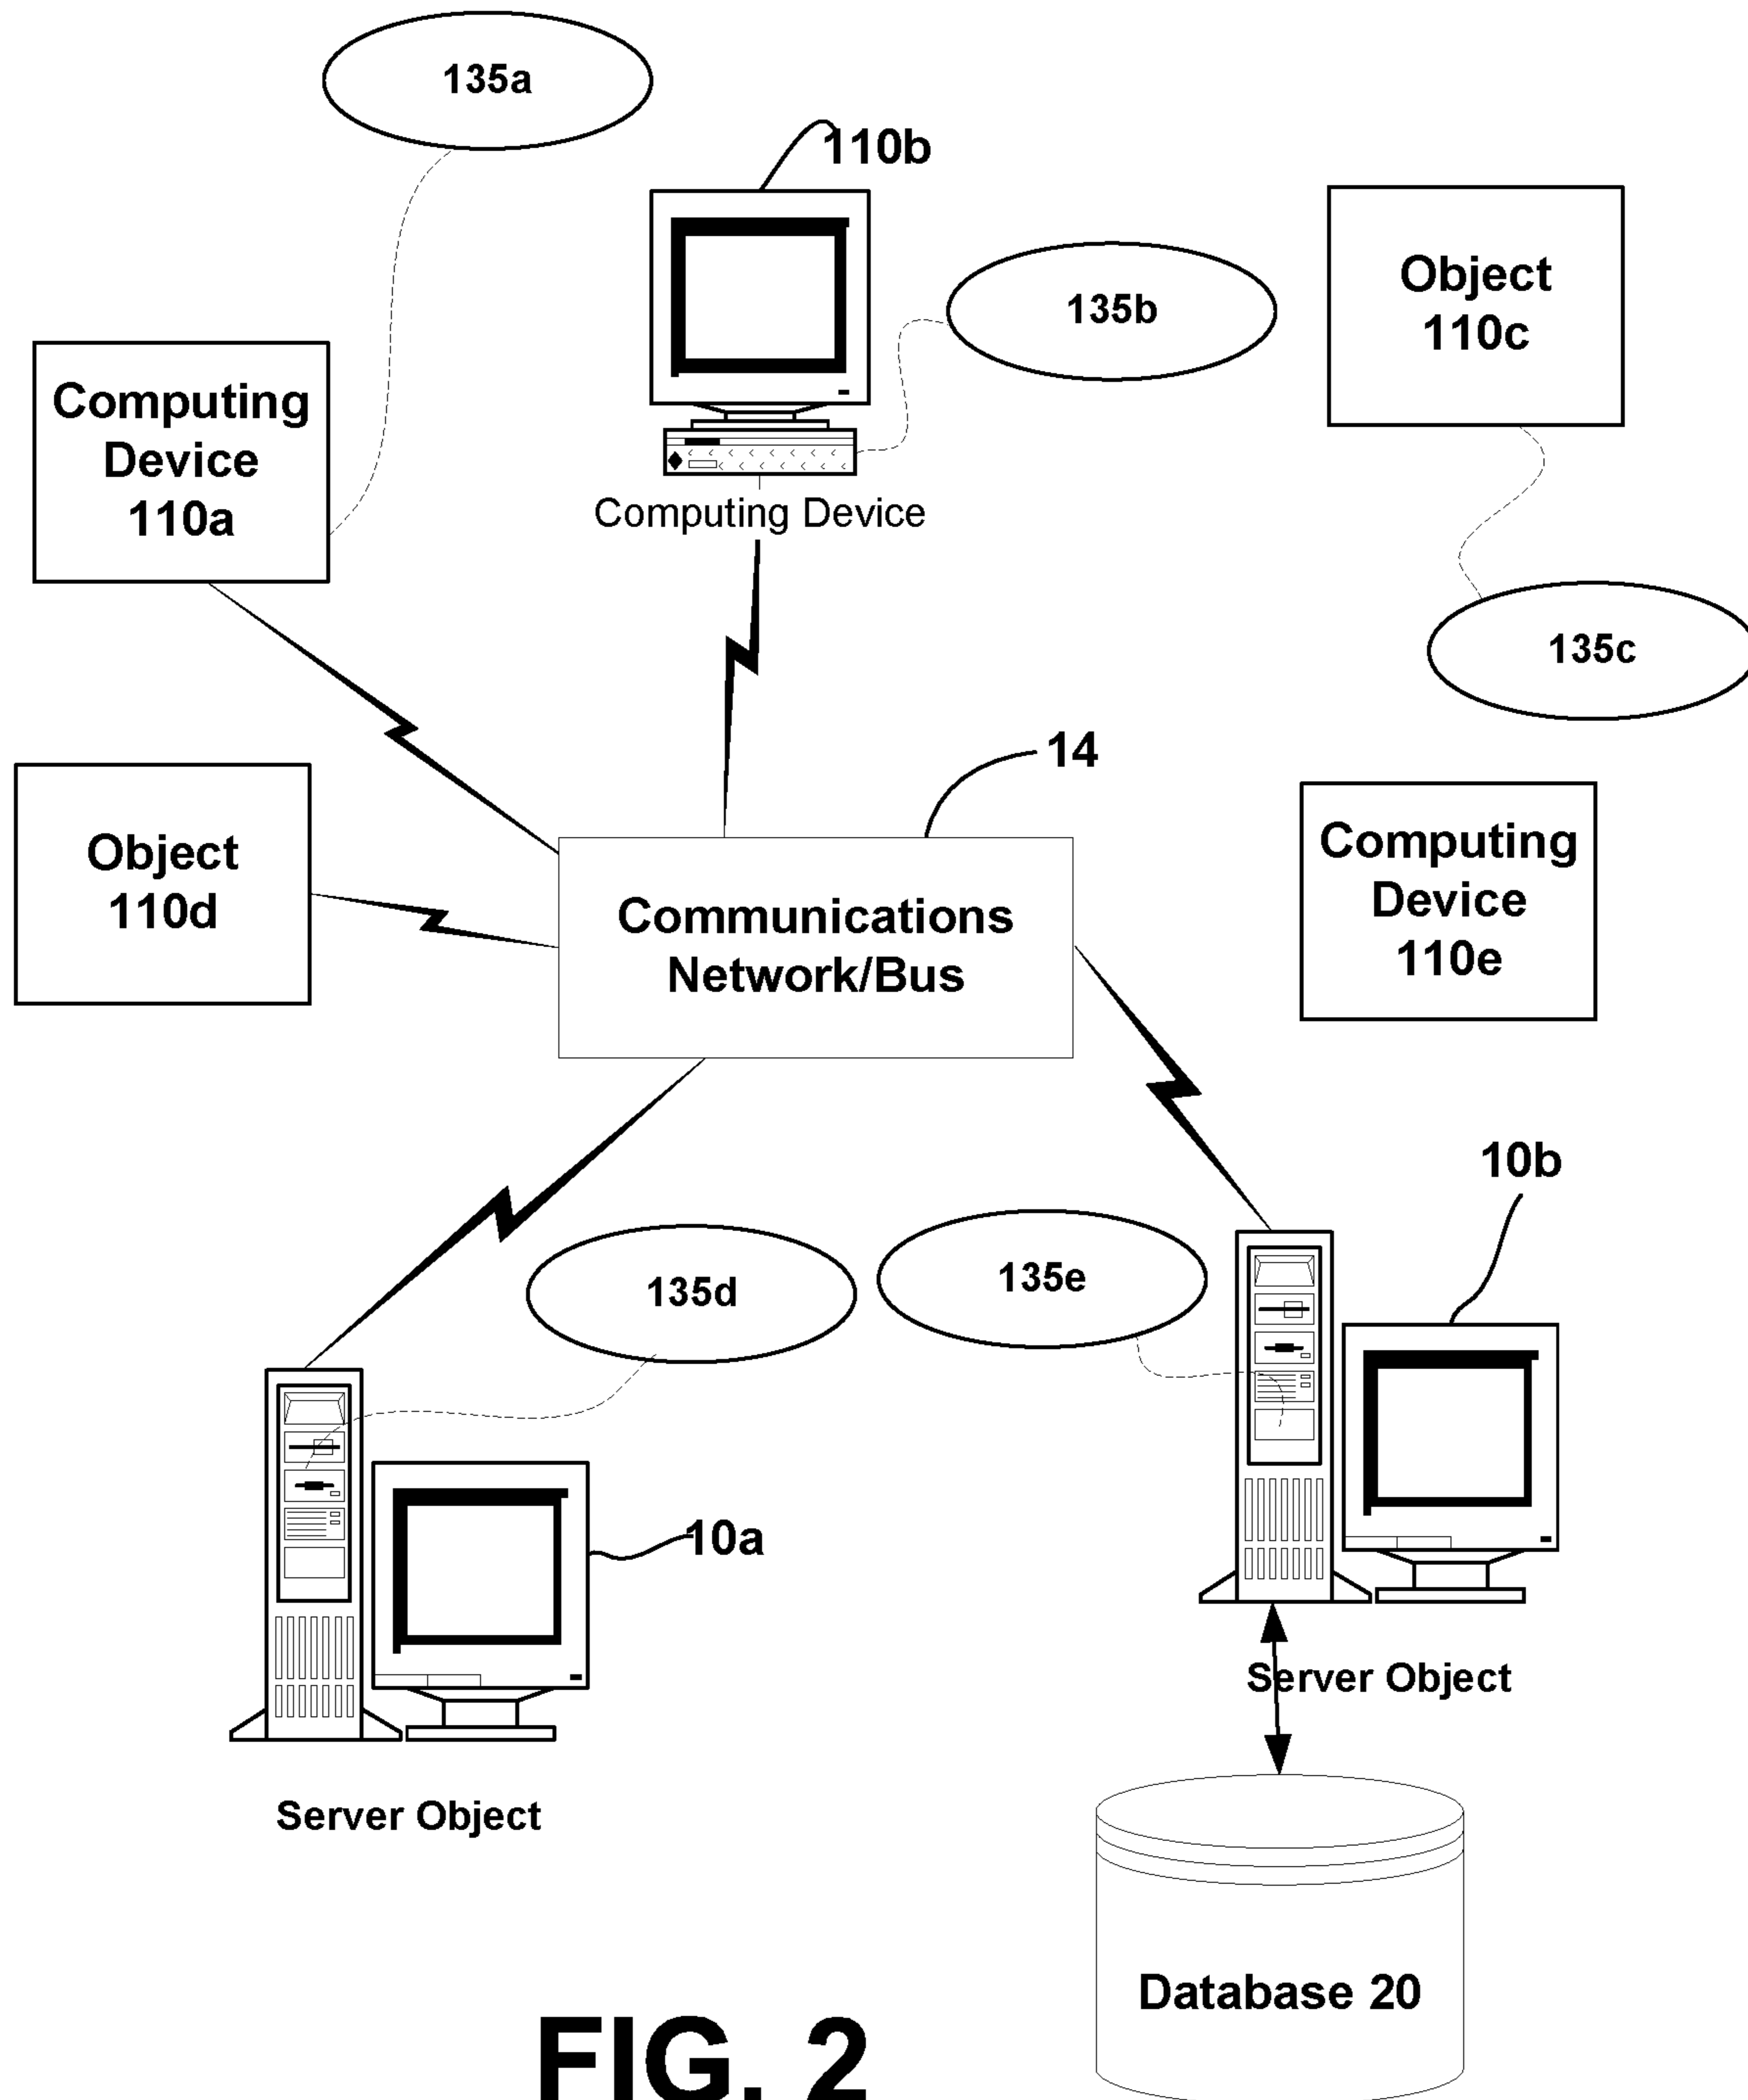 135a
110b
135b
Object
110c
Computing
Device
110a
Computing Device
135c
14
Object
110d
Communications
Network/Bus
Computing
Device
110e
10b
135d
135e
10a
Server Object
Server Object
Database 20
FIG. 2